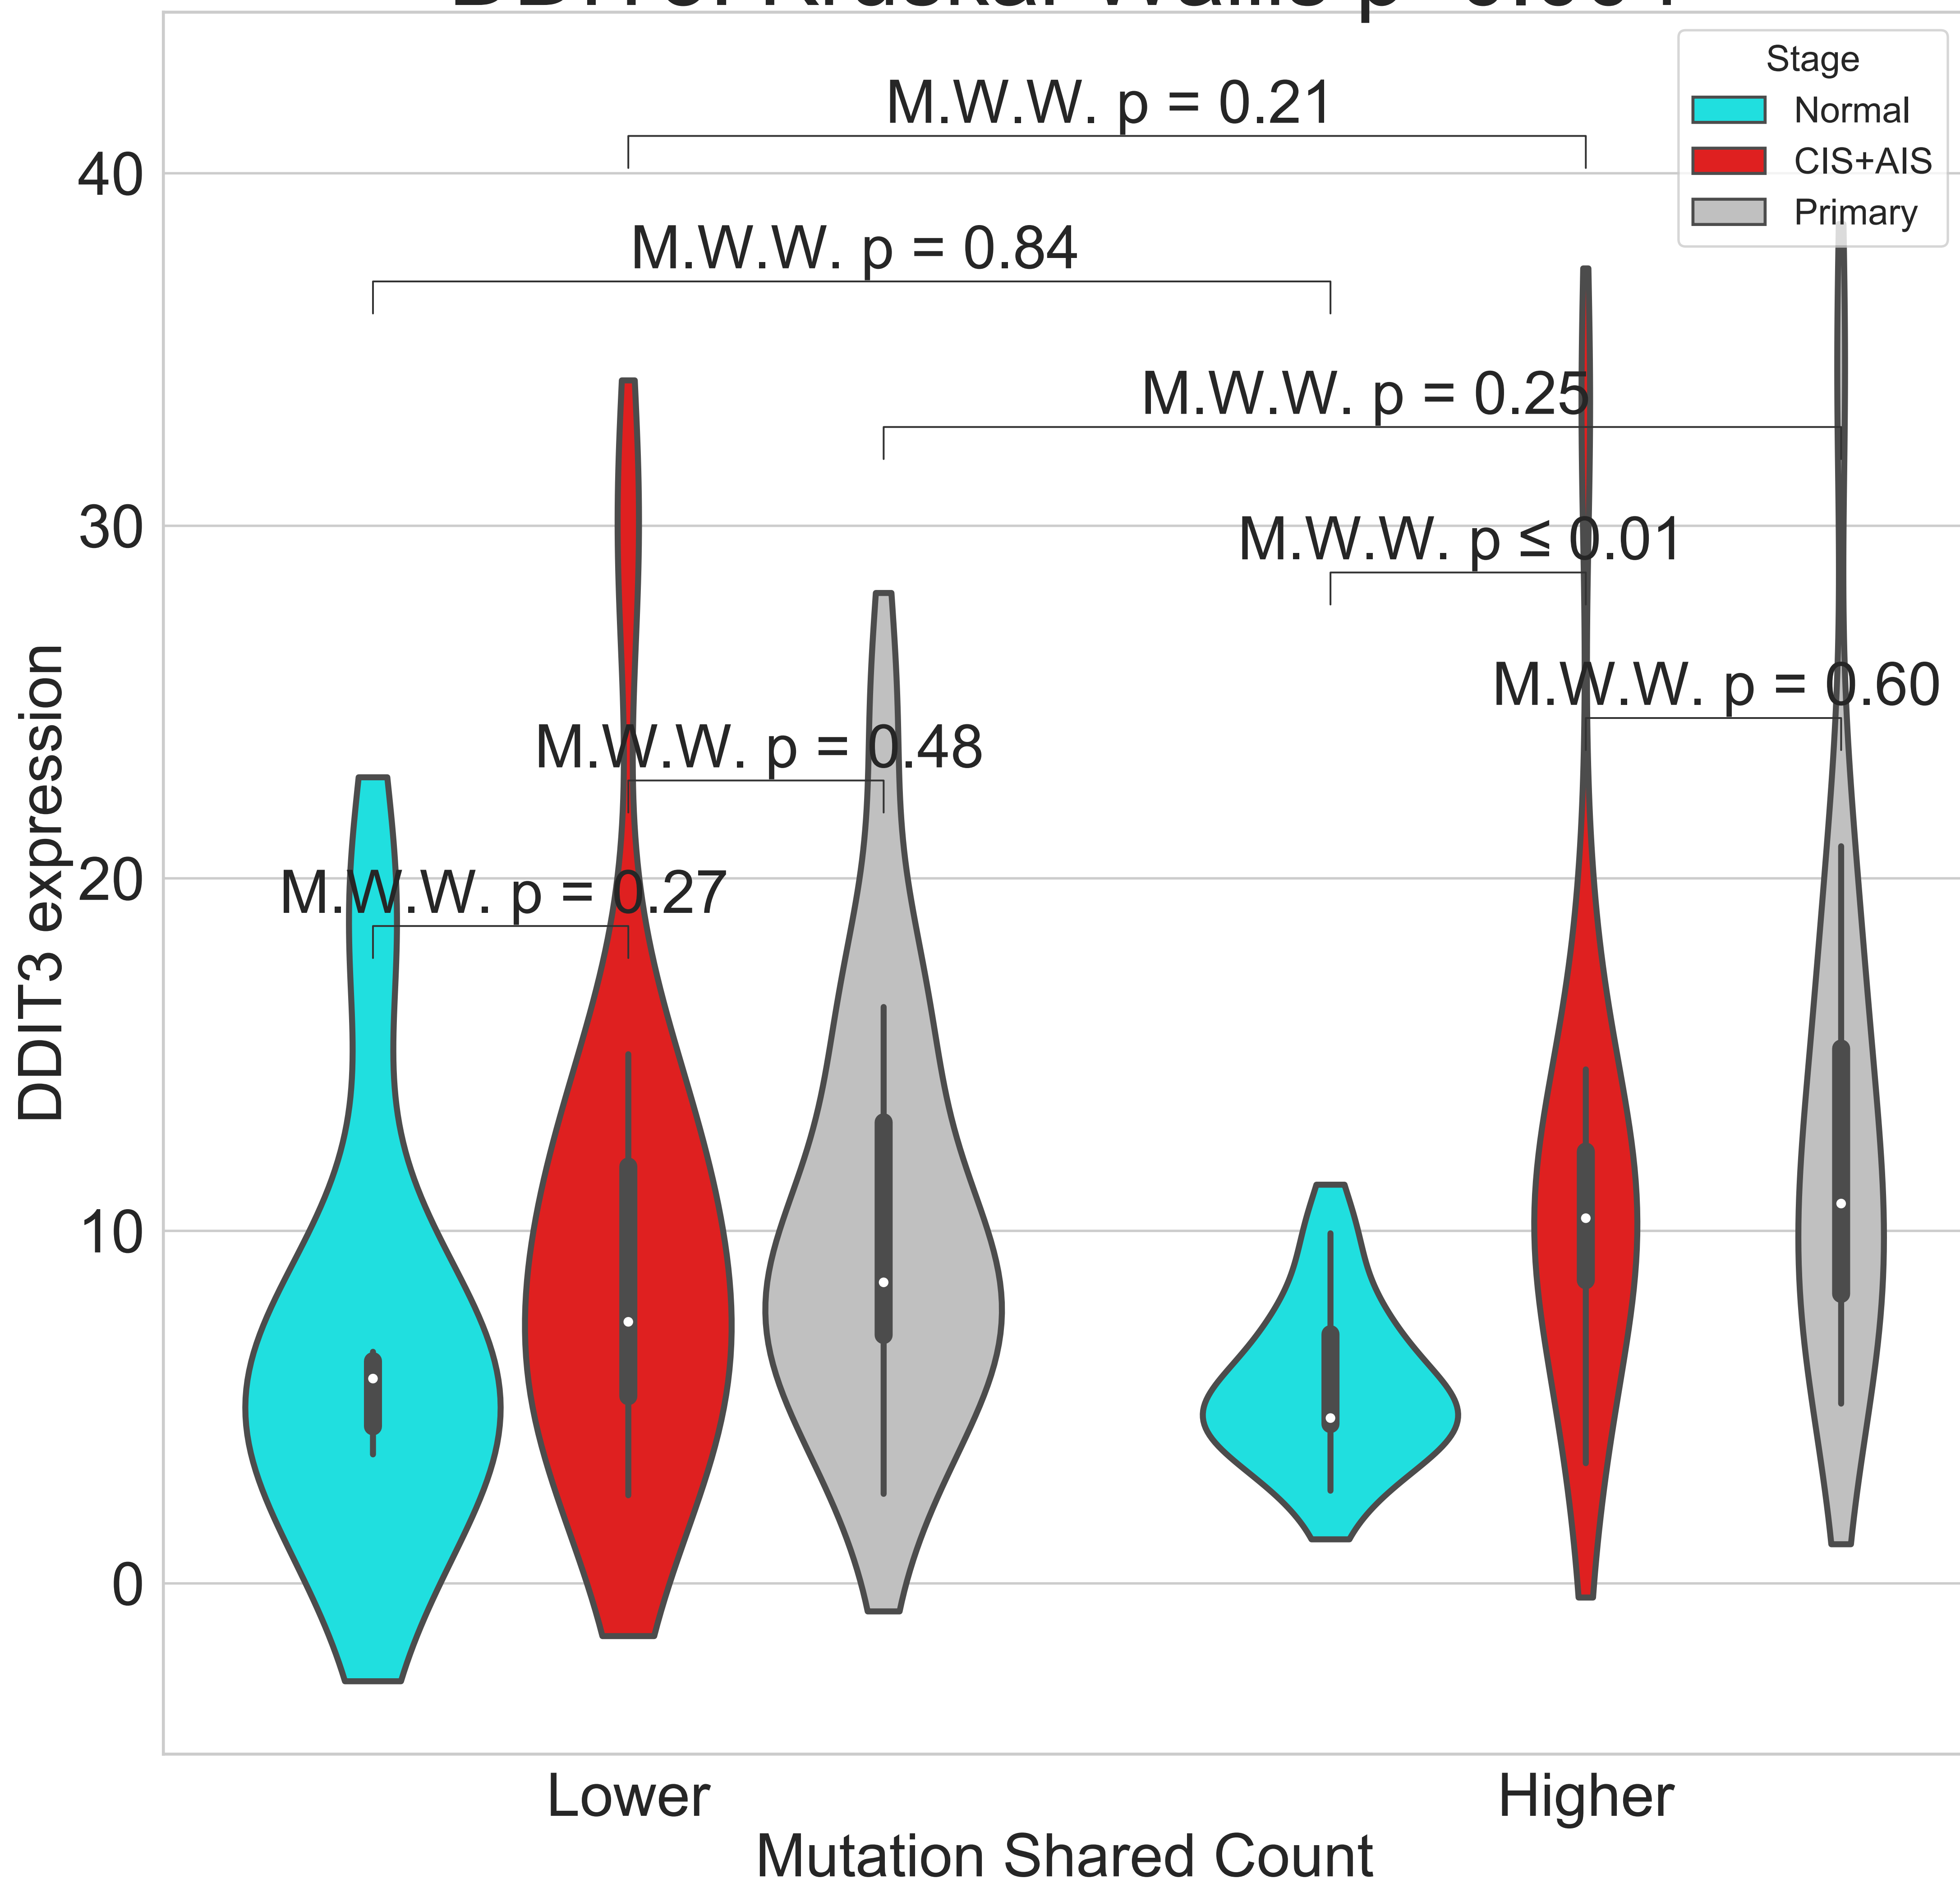 Stage
Normal
CIS+AIS
Primary
M.W.W. p = 0.21
40
M.W.W. p = 0.84
M.W.W. p = 0.25
30
M.W.W. p ≤ 0.01
M.W.W. p = 0.60
M.W.W. p = 0.48
20
M.W.W. p = 0.27
DDIT3 expression
10
0
Lower
Higher
Mutation Shared Count